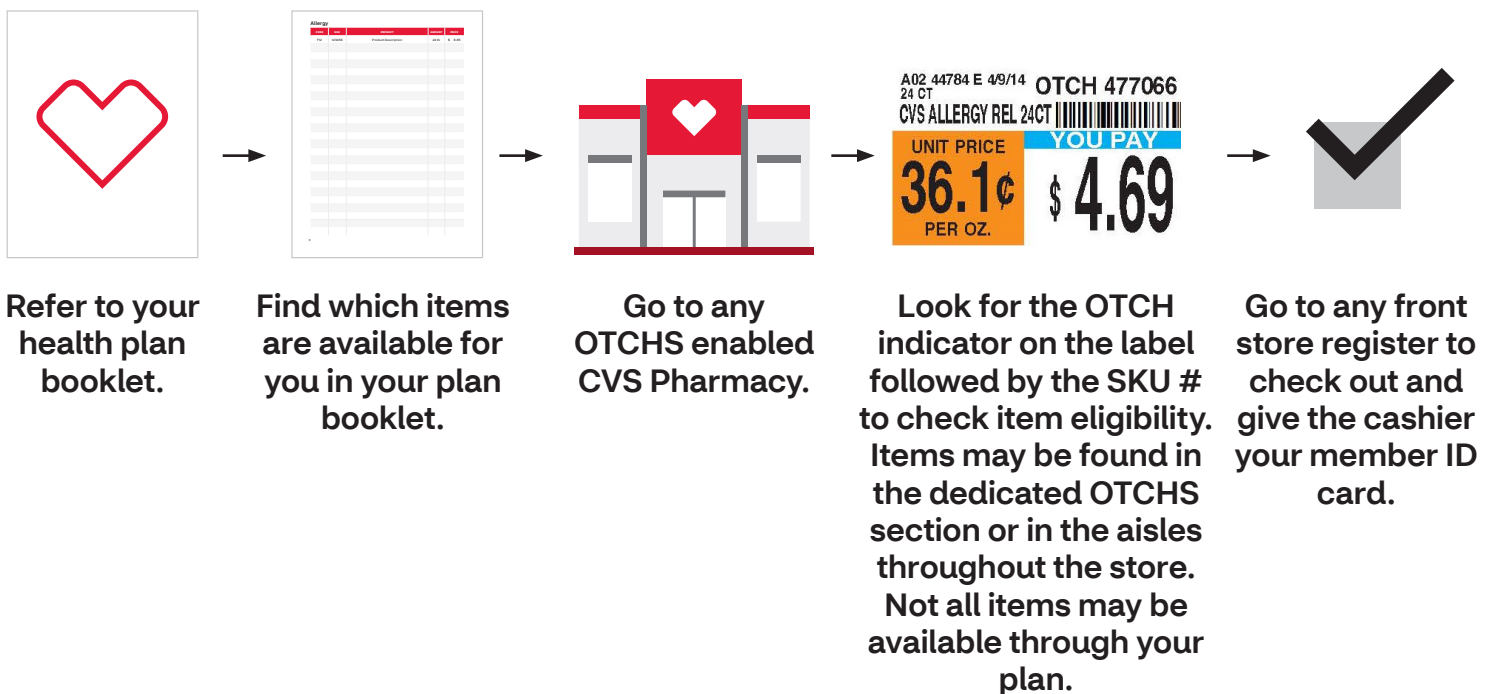 Allergy
A02 44784 E 4/9/14
24 CT
OTCH 477066
CVS ALLERGY REL 24CT
UNIT PRICE
36.1¢
PER OZ.
YOU PAY
$ 4.69
Refer to your
health plan
booklet.
Find which items
are available for
you in your plan
booklet.
Go to any
OTCHS enabled
CVS Pharmacy.
Look for the OTCH
indicator on the label
followed by the SKU #
to check item eligibility.
Items may be found in
the dedicated OTCHS
section or in the aisles
throughout the store.
Not all items may be
available through your
plan.
Go to any front
store register to
check out and
give the cashier
your member ID
card.